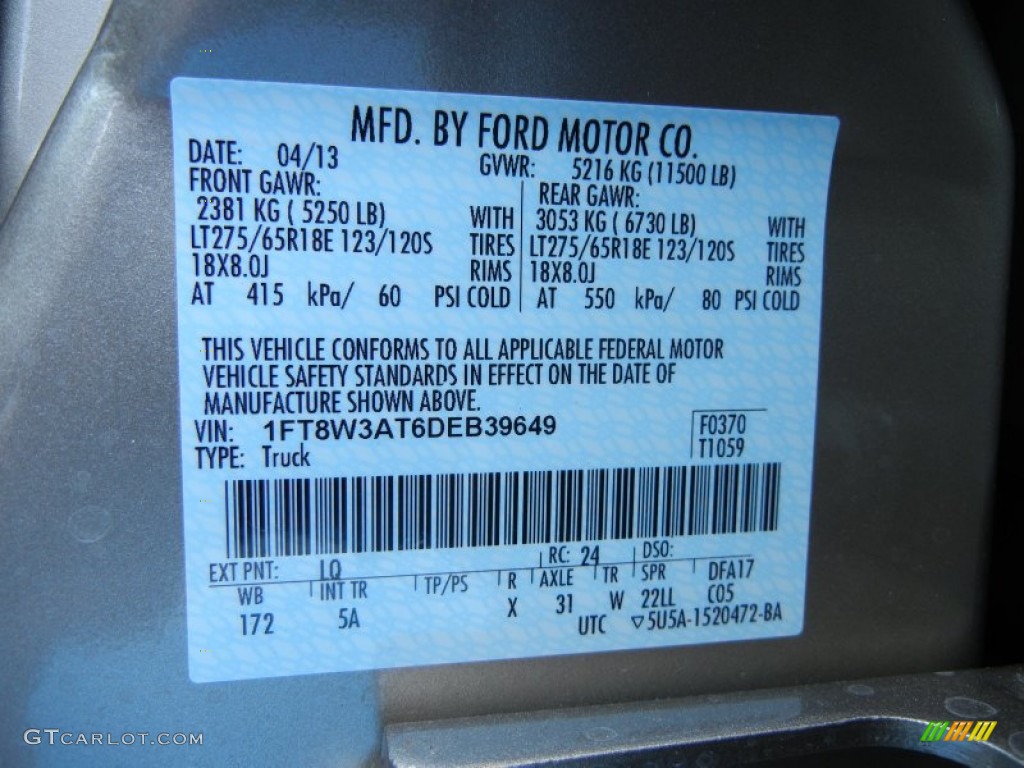 MFD. BY FORD MOTOR CO.
DATE: 04/13 GVWR: 5216 KG (11500 LB)
FRONT GAWR: REAR GAWR:
2381 KG ( 5250 LB) WITH 3053 KG ( 6730 LB) WITH
LT275/65R18E 123/120S TIRES LT275/65R18E 123/120S TIRES
18X8.0J RIMS 18X8.0J RIMS
AT 415 kPa/ 60 PSI COLD AT 550 kPa/ 80 PSI COLD
THIS VEHICLE CONFORMS TO ALL APPLICABLE FEDERAL MOTOR
VEHICLE SAFETY STANDARDS IN EFFECT ON THE DATE OF
MANUFACTURE SHOWN ABOVE.
VIN: 1FT8W3AT6DEB39649 F0370
TYPE: Truck T1059
EXT PNT: LQ RC: 24 DSO:
WB INT TR TP/PS R AXLE TR SPR DFA17
172 5A X 31 W 22LL C05
UTC ▽5U5A-1520472-BA
GTCARLOT.COM